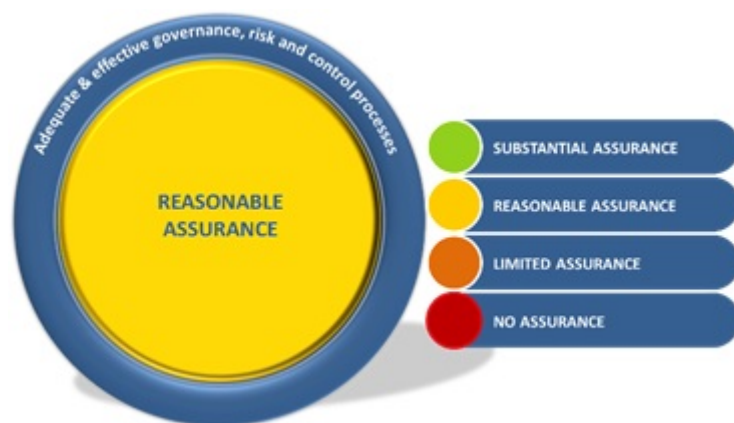 Adequate & effective governance, risk and control processes
REASONABLE
ASSURANCE
SUBSTANTIAL ASSURANCE
REASONABLE ASSURANCE
LIMITED ASSURANCE
NO ASSURANCE